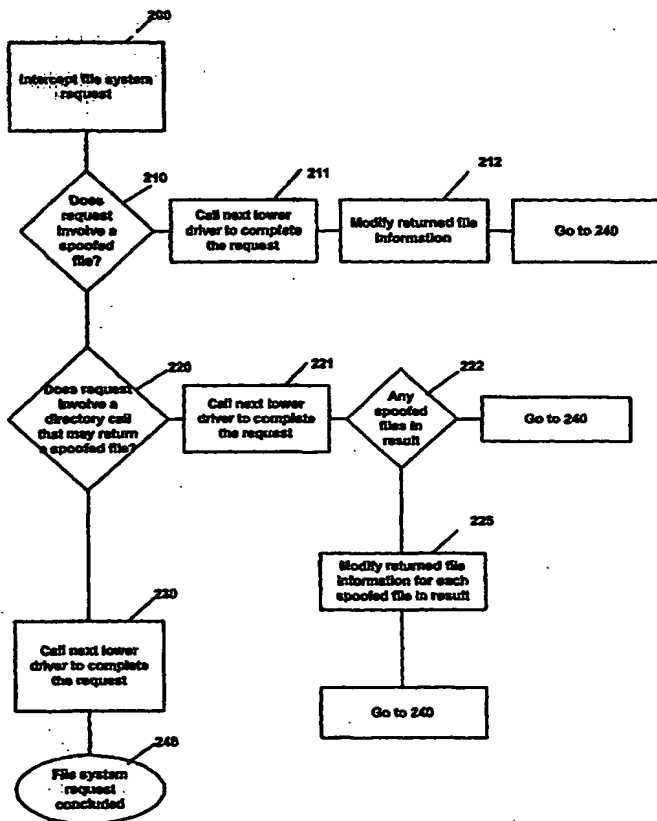 200
Intercept file system
request
210
Does
request
involve a
spoofed
file?
211
Call next lower
driver to complete
the request
212
Modify returned file
information
Go to 240
220
Does request
involve a
directory call
that may return
a spoofed file?
221
Call next lower
driver to complete
the request
222
Any
spoofed
files in
result
Go to 240
225
Modify returned file
information for each
spoofed file in result
Go to 240
230
Call next lower
driver to complete
the request
240
File system
request
concluded